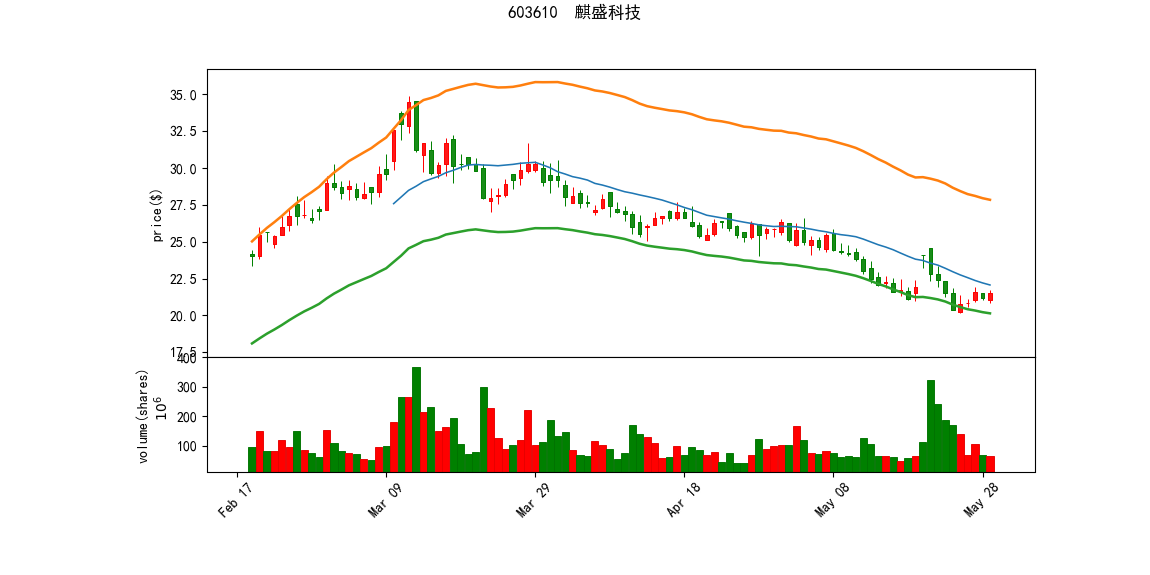 603610 麒盛科技
price($)
35.0
32.5
30.0
27.5
25.0
22.5
20.0
17.5
volume(shares)
10^6
400
300
200
100
Feb 17
Mar 09
Mar 29
Apr 18
May 08
May 28